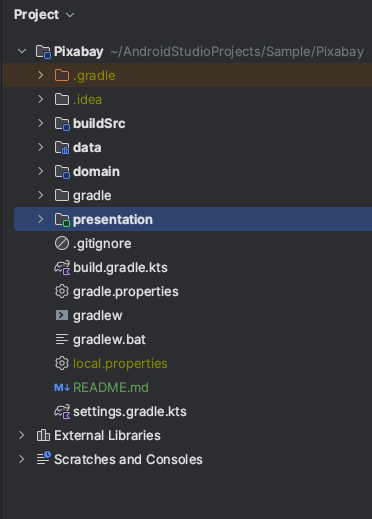 Project
Pixabay ~/AndroidStudioProjects/Sample/Pixabay
.gradle
.idea
buildSrc
data
domain
gradle
presentation
.gitignore
build.gradle.kts
gradle.properties
gradlew
gradlew.bat
local.properties
M↓ README.md
settings.gradle.kts
External Libraries
Scratches and Consoles